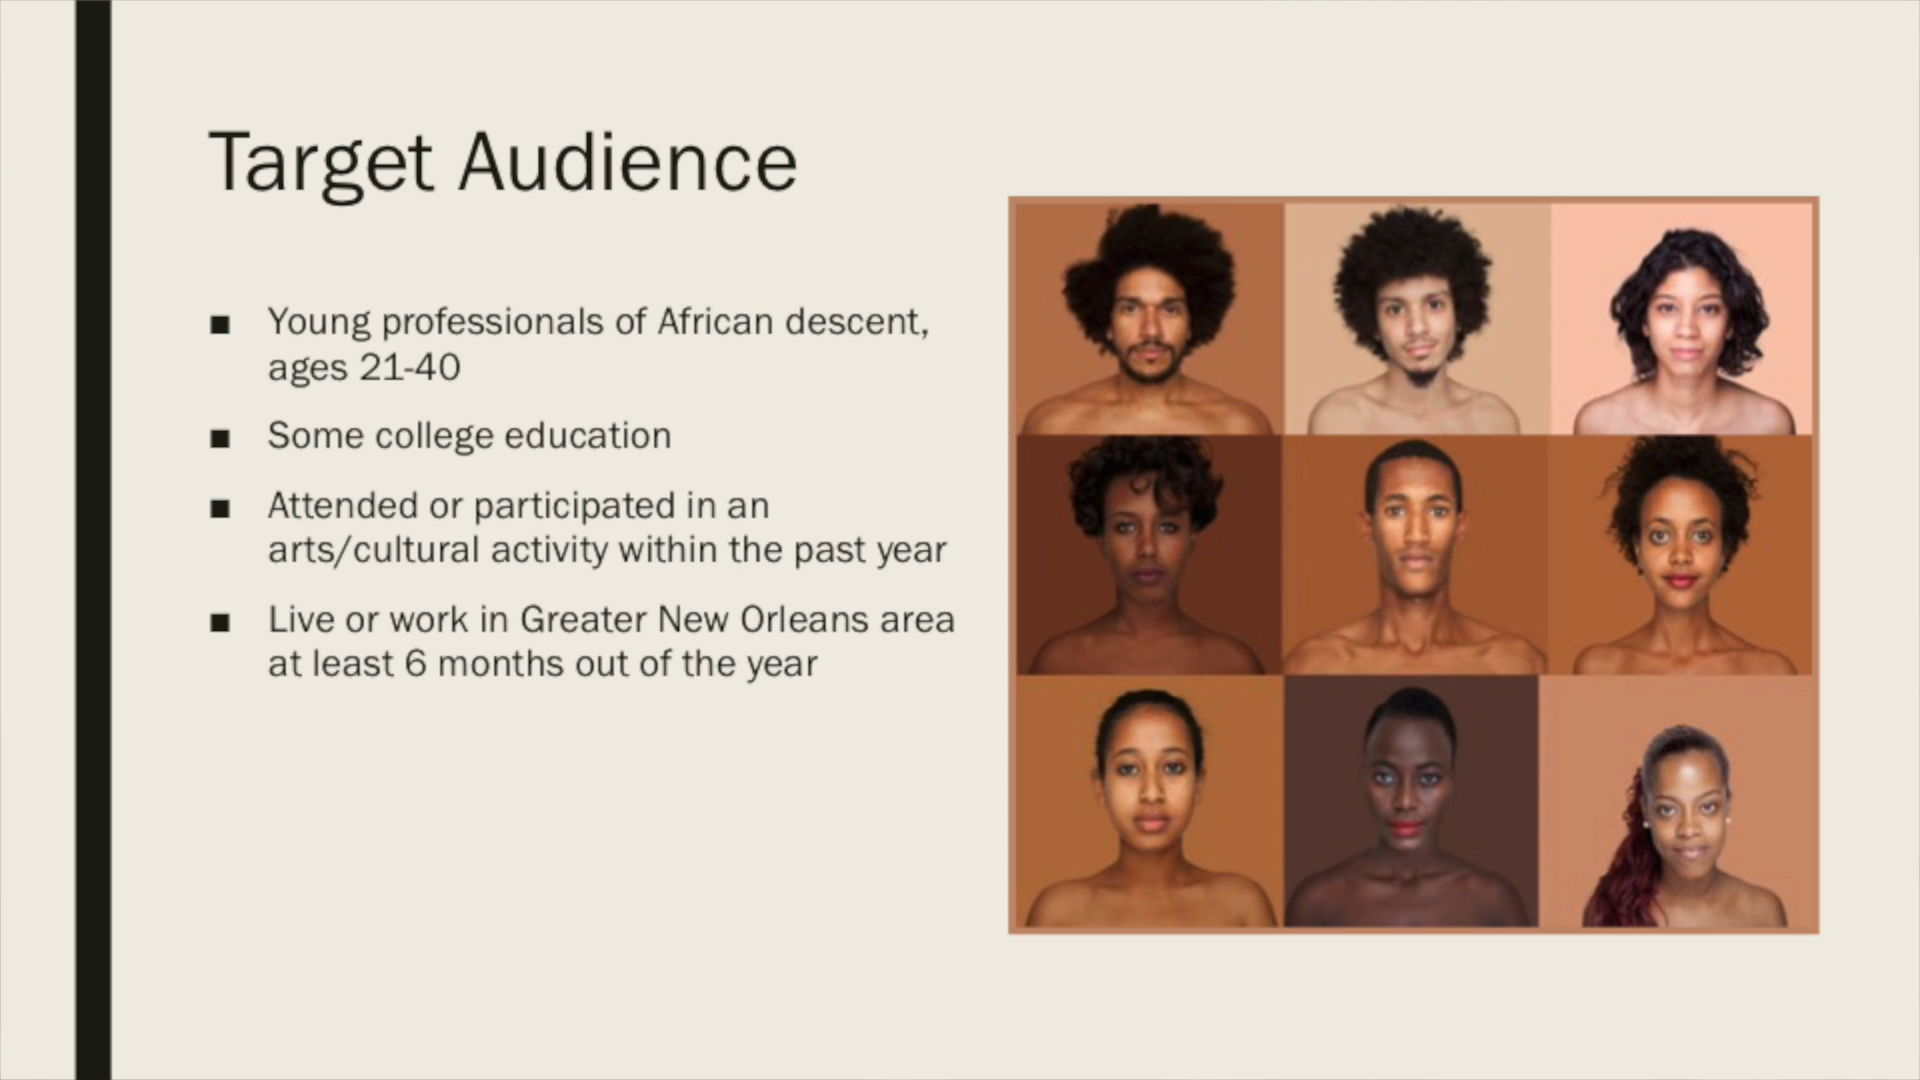 Target Audience
■ Young professionals of African descent,
ages 21-40
■ Some college education
■ Attended or participated in an
arts/cultural activity within the past year
■ Live or work in Greater New Orleans area
at least 6 months out of the year